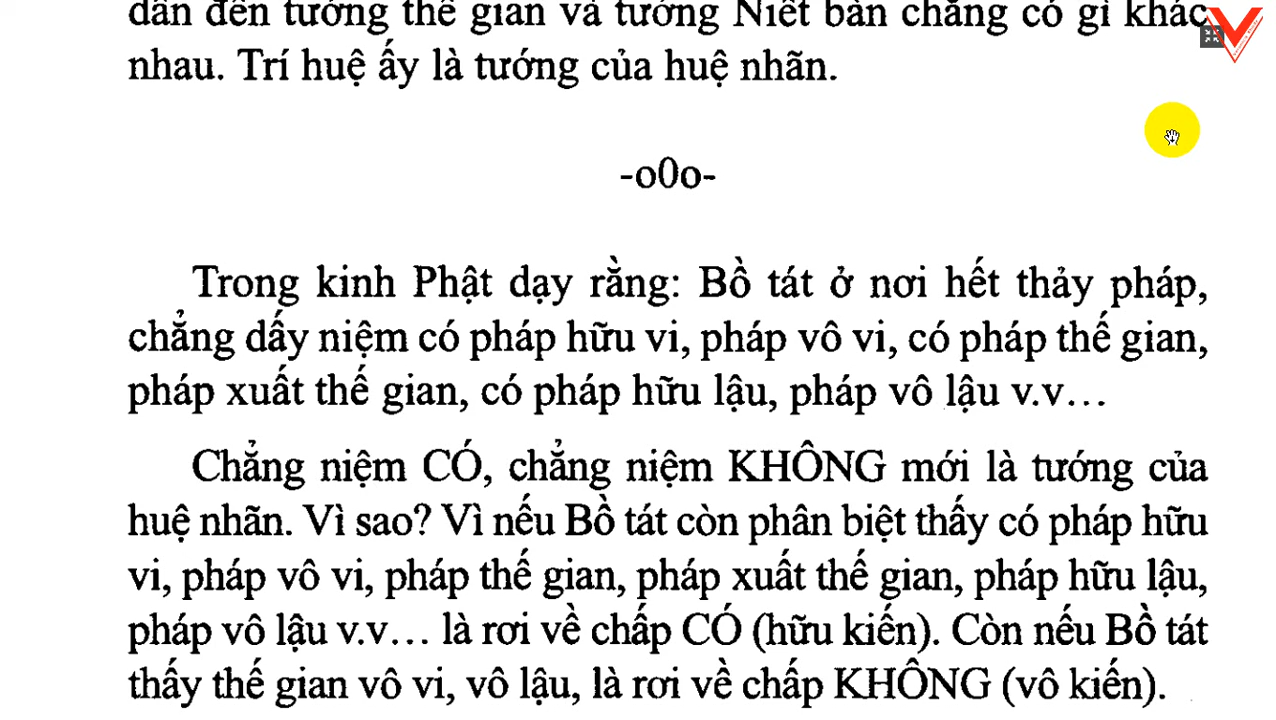 dẫn đến tướng thế gian và tướng Niết bàn chẳng có gì khác
nhau. Trí huệ ấy là tướng của huệ nhãn.
-o0o-
Trong kinh Phật dạy rằng: Bồ tát ở nơi hết thảy pháp,
chẳng dấy niệm có pháp hữu vi, pháp vô vi, có pháp thế gian,
pháp xuất thế gian, có pháp hữu lậu, pháp vô lậu v.v...
Chẳng niệm CÓ, chẳng niệm KHÔNG mới là tướng của
huệ nhãn. Vì sao? Vì nếu Bồ tát còn phân biệt thấy có pháp hữu
vi, pháp vô vi, pháp thế gian, pháp xuất thế gian, pháp hữu lậu,
pháp vô lậu v.v... là rơi về chấp CÓ (hữu kiến). Còn nếu Bồ tát
thấy thế gian vô vi, vô lậu, là rơi về chấp KHÔNG (vô kiến).